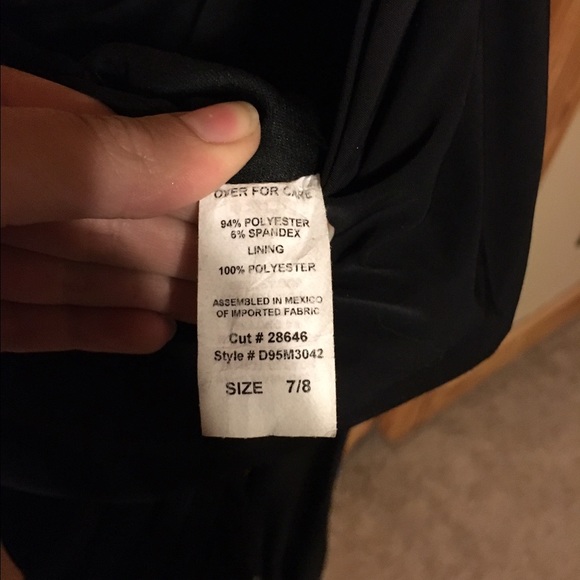 OVER FOR CARE
94% POLYESTER
6% SPANDEX
LINING
100% POLYESTER
ASSEMBLED IN MEXICO
OF IMPORTED FABRIC
Cut # 28646
Style # D95M3042
SIZE 7/8